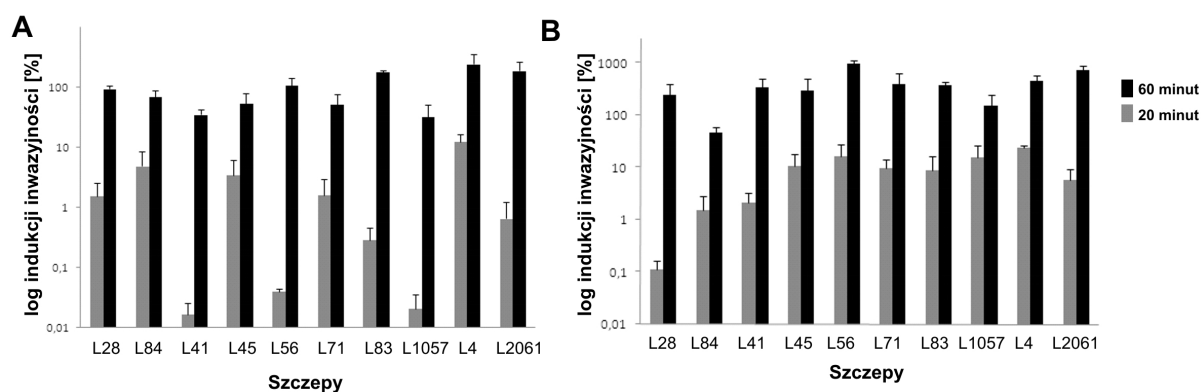 A
log indukcji inwazyjności [%]
100
10
1
0,1
0,01
L28 L84 L41 L45 L56 L71 L83 L1057 L4 L2061
Szczepy
B
log indukcji inwazyjności [%]
1000
100
10
1
0,1
0,01
L28 L84 L41 L45 L56 L71 L83 L1057 L4 L2061
Szczepy
60 minut
20 minut